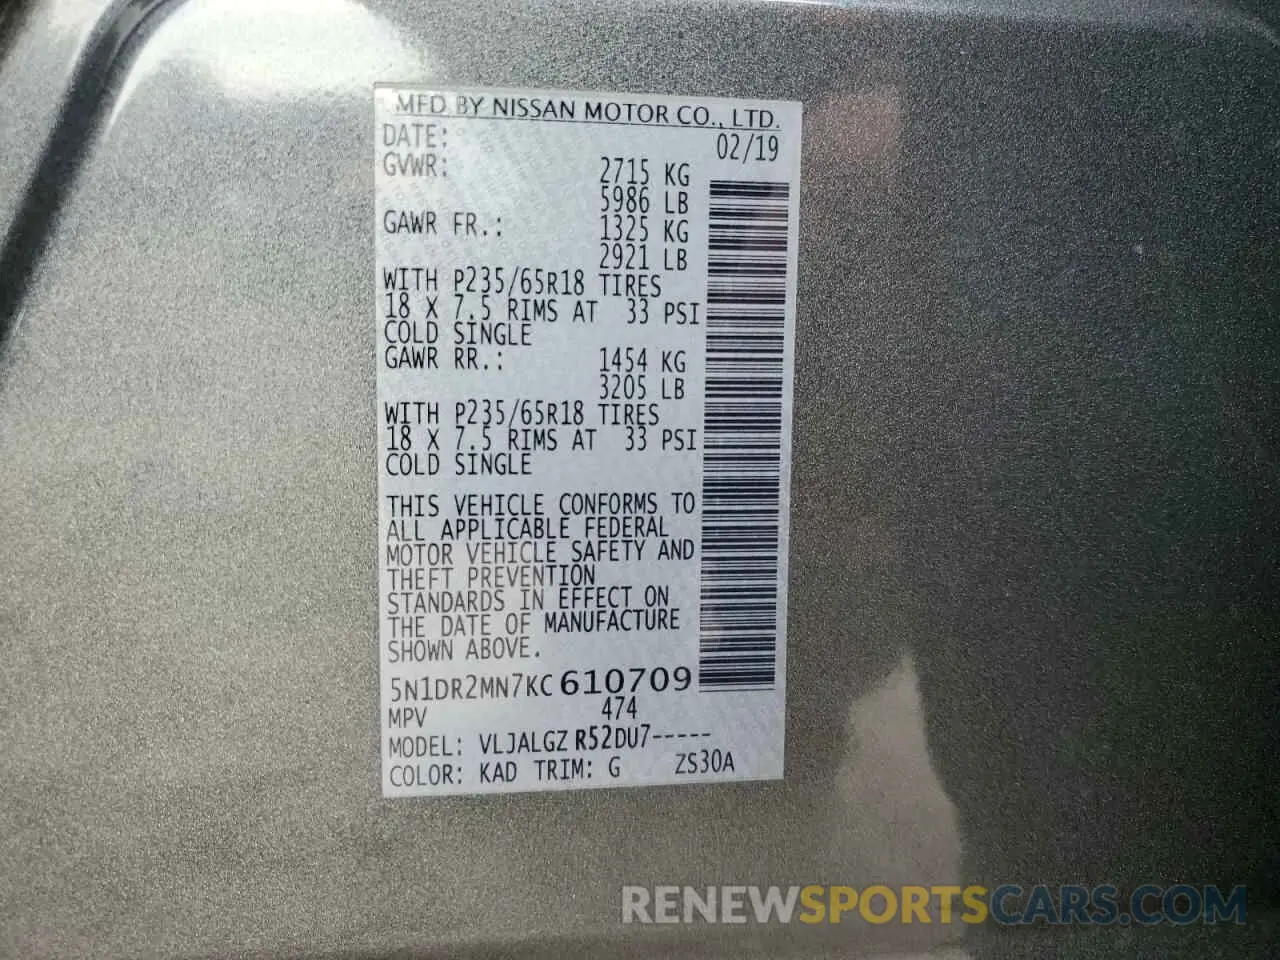 MFD. BY NISSAN MOTOR CO., LTD.
DATE: 02/19
GVWR: 2715 KG
5986 LB
GAWR FR.: 1325 KG
2921 LB
WITH P235/65R18 TIRES
18 X 7.5 RIMS AT 33 PSI
COLD SINGLE
GAWR RR.: 1454 KG
3205 LB
WITH P235/65R18 TIRES
18 X 7.5 RIMS AT 33 PSI
COLD SINGLE
THIS VEHICLE CONFORMS TO
ALL APPLICABLE FEDERAL
MOTOR VEHICLE SAFETY AND
THEFT PREVENTION
STANDARDS IN EFFECT ON
THE DATE OF MANUFACTURE
SHOWN ABOVE.
5N1DR2MN7KC610709
MPV 474
MODEL: VLJALGZ R52DU7-----
COLOR: KAD TRIM: G ZS30A
RENEWSPORTSCARS.COM